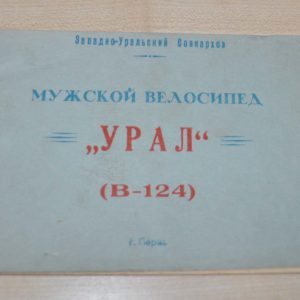 Западно-Уральский Совнархоз
МУЖСКОЙ ВЕЛОСИПЕД
„УРАЛ“
(В-124)
г. Пермь